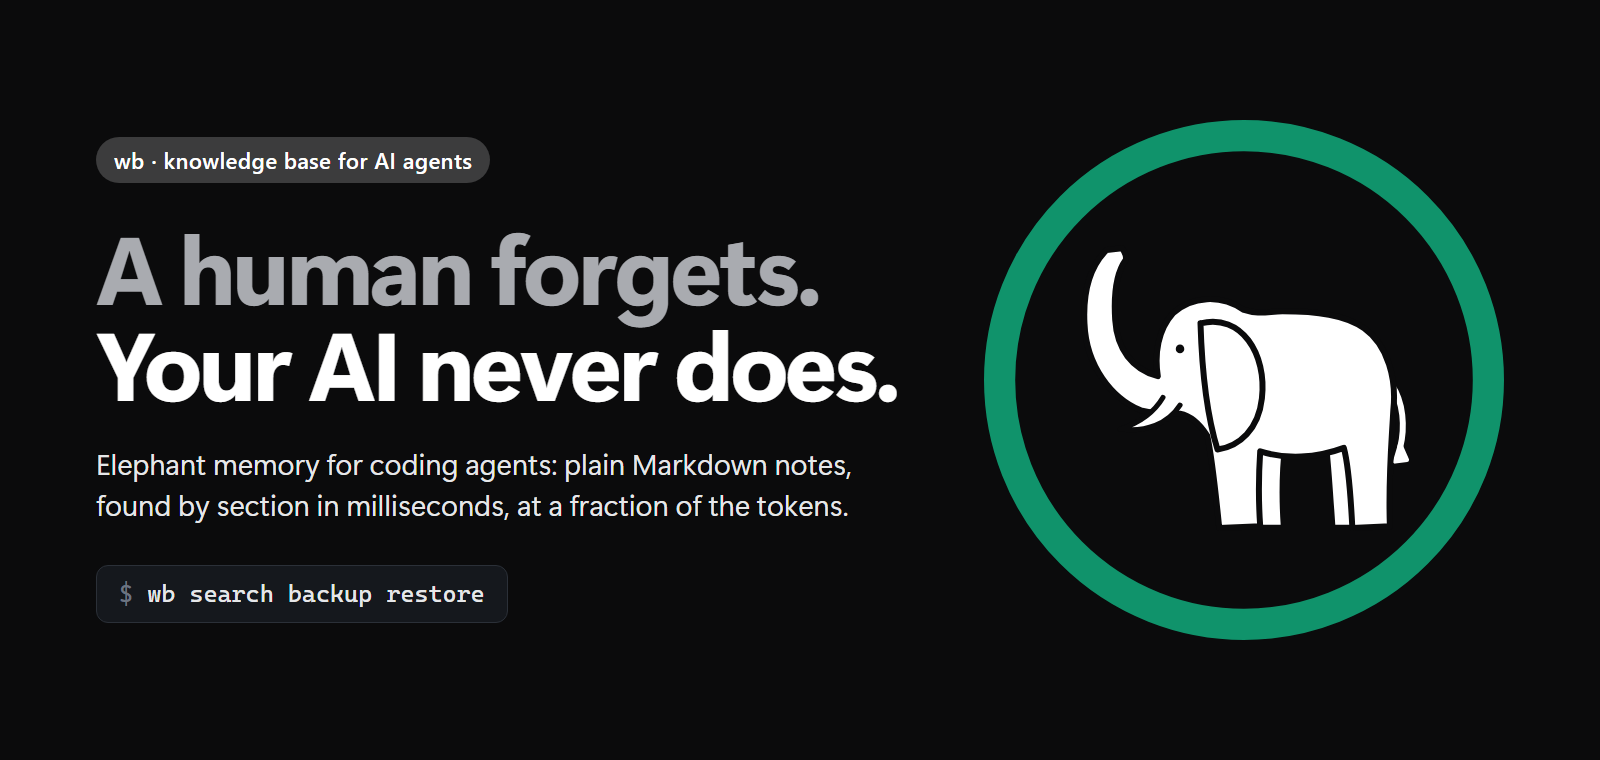 wb · knowledge base for AI agents
A human forgets.
Your AI never does.
Elephant memory for coding agents: plain Markdown notes,
found by section in milliseconds, at a fraction of the tokens.
$ wb search backup restore